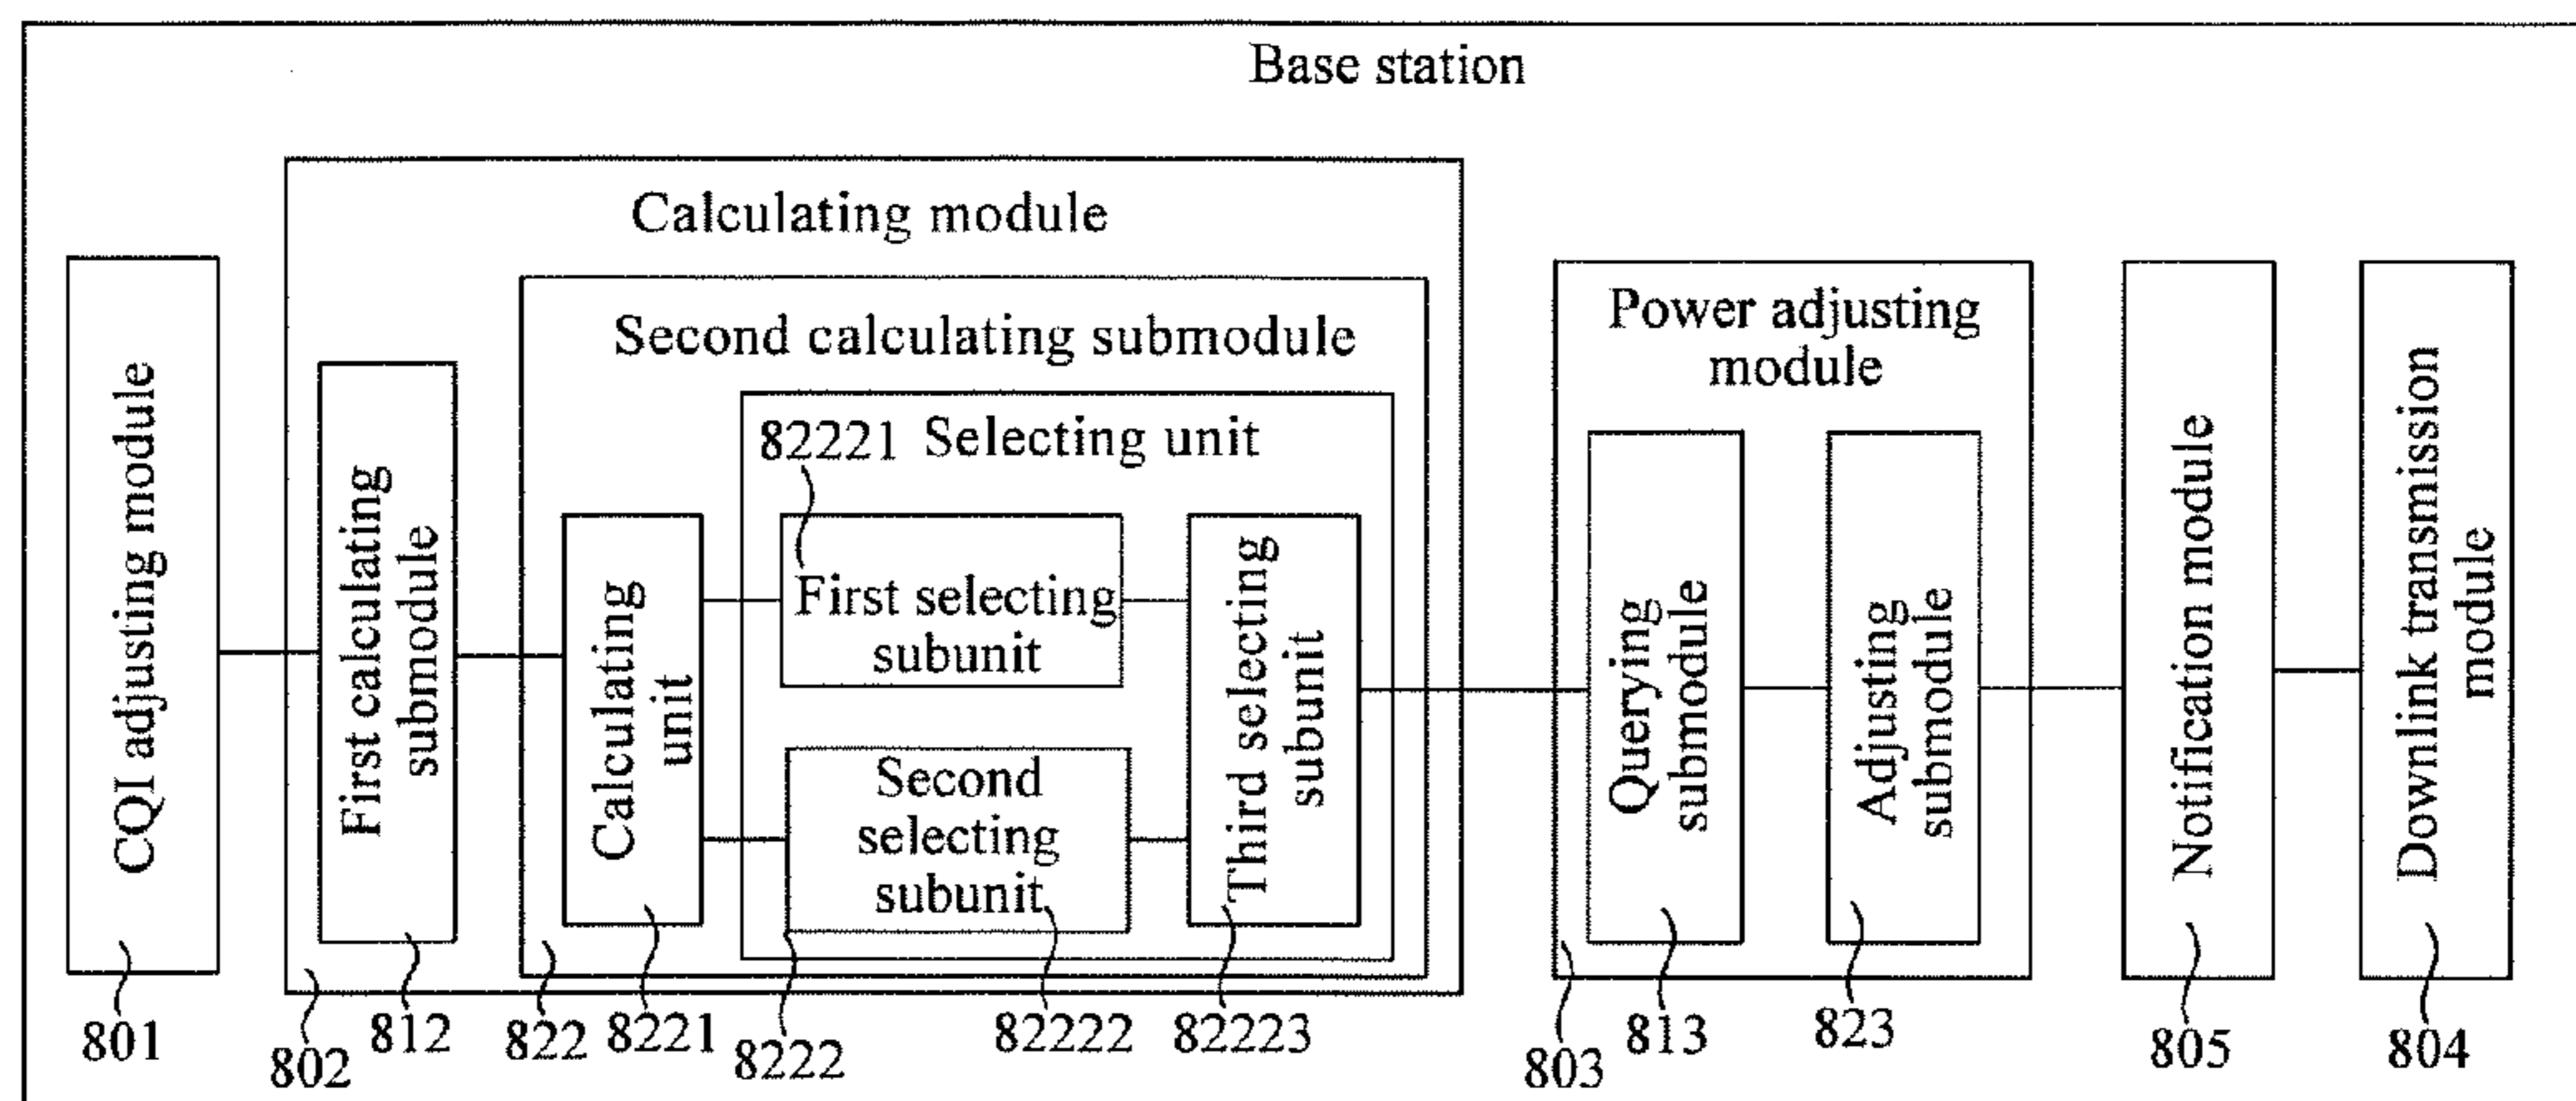 Base station
Calculating module
Second calculating submodule
82221 Selecting unit
CQI adjusting module
First calculating
submodule
Calculating
unit
First selecting
subunit
Second
selecting
subunit
Third selecting
subunit
Power adjusting
module
Querying
submodule
Adjusting
submodule
Notification module
Downlink transmission
module
801
802
812
822
8221
8222
82222
82223
803
813
823
805
804